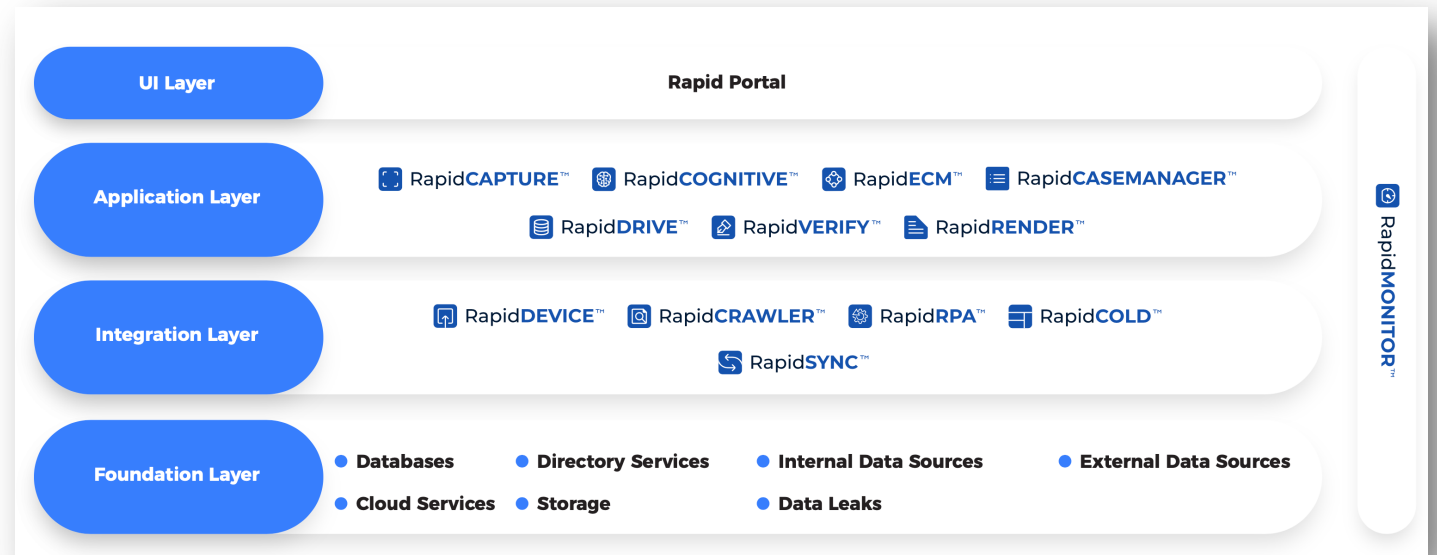 UI Layer
Rapid Portal
Application Layer
RapidCAPTURE™ RapidCOGNITIVE™ RapidECM™ RapidCASEMANAGER™
RapidDRIVE™ RapidVERIFY™ RapidRENDER™
Integration Layer
RapidDEVICE™ RapidCRAWLER™ RapidRPA™ RapidCOLD™
RapidSYNC™
Foundation Layer
Databases Directory Services Internal Data Sources External Data Sources
Cloud Services Storage Data Leaks
RapidMONITOR™